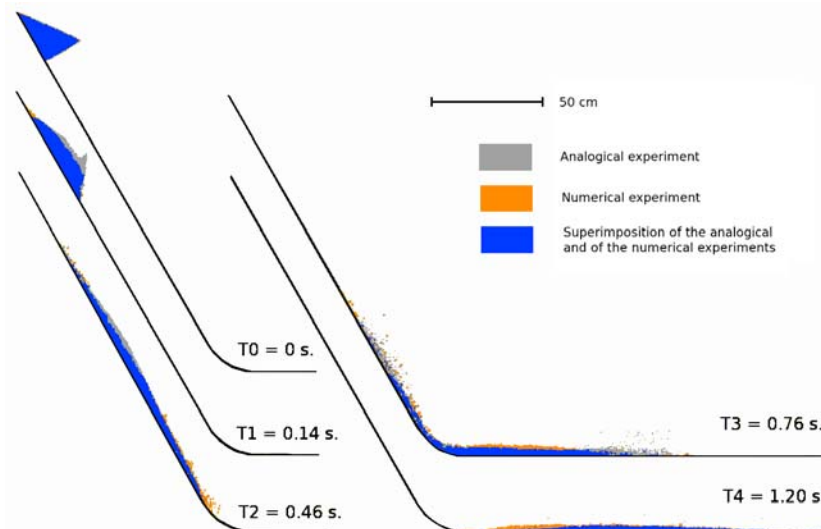 50 cm
Analogical experiment
Numerical experiment
Superimposition of the analogical
and of the numerical experiments
T0 = 0 s.
T1 = 0.14 s.
T2 = 0.46 s.
T3 = 0.76 s.
T4 = 1.20 s.